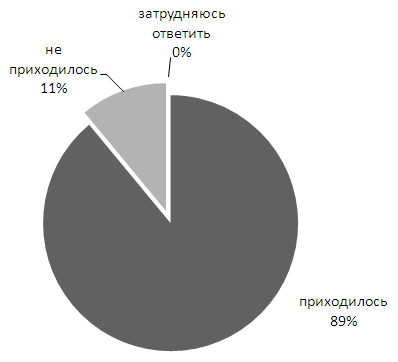 затрудняюсь
ответить
0%
не
приходилось
11%
приходилось
89%